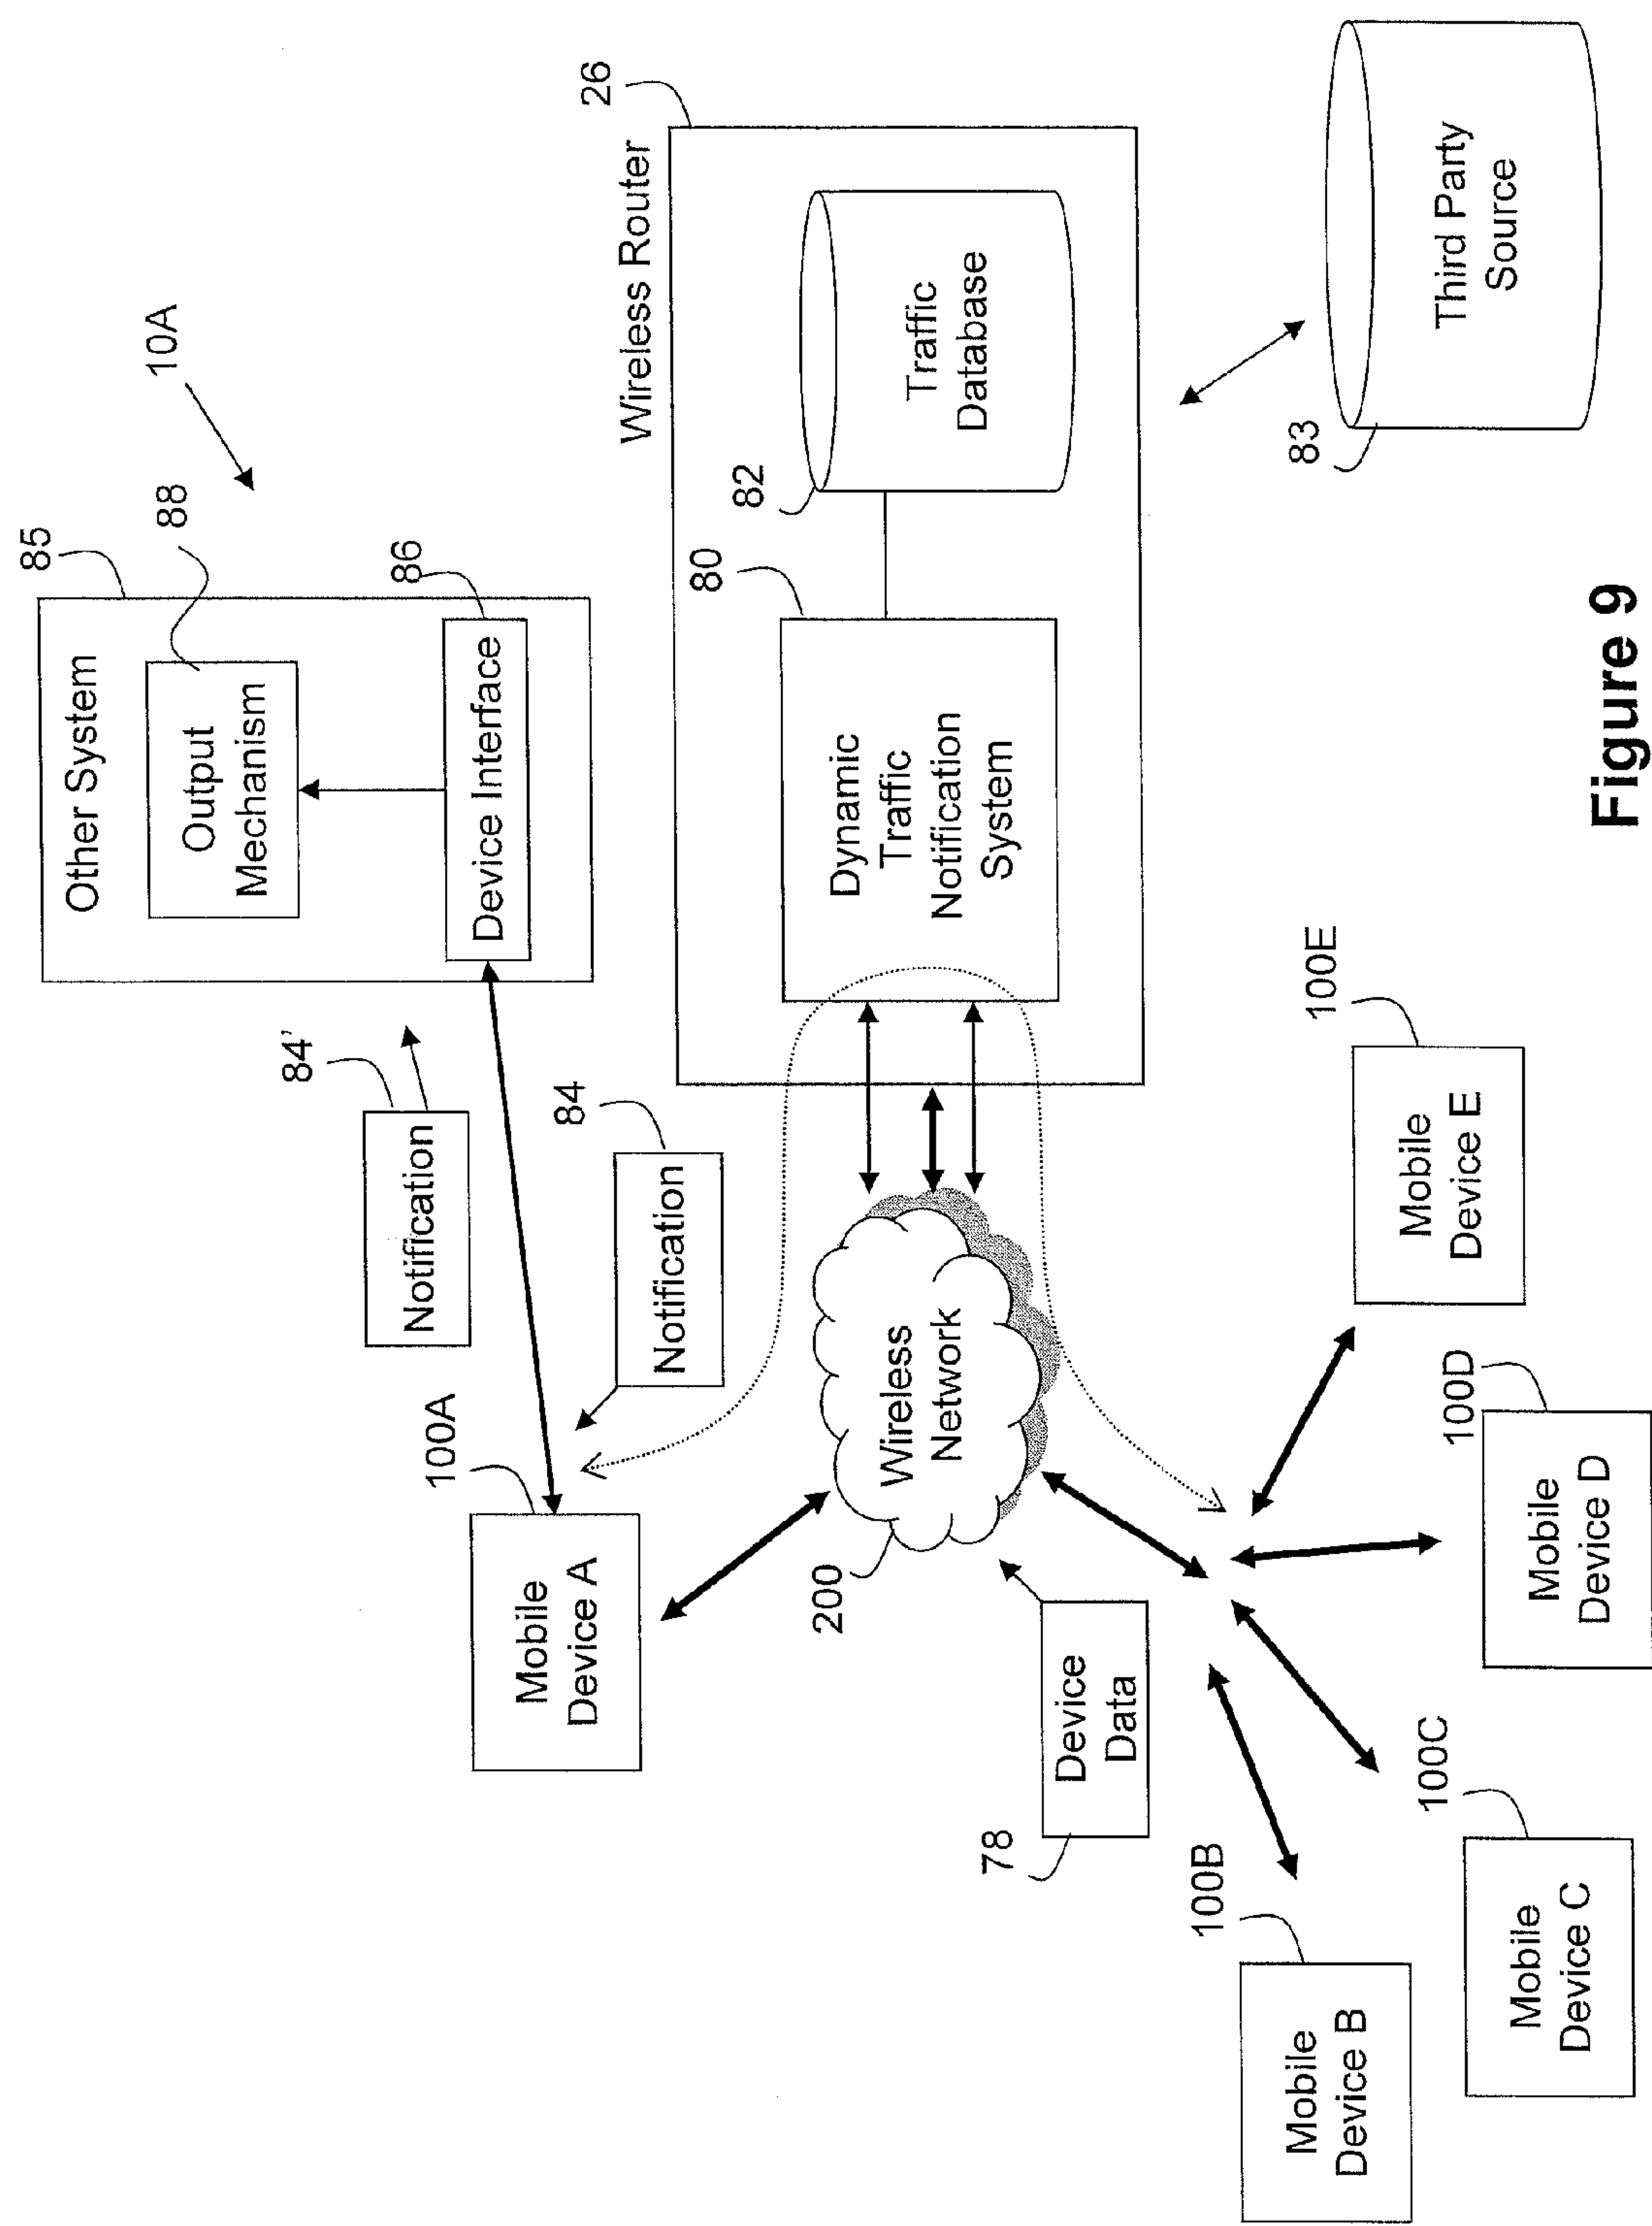 10A
85
Other System
88
Output
Mechanism
86
Device Interface
84'
Notification
84
Notification
100A
Mobile
Device A
Wireless Router
26
80
Dynamic
Traffic
Notification
System
82
Traffic
Database
83
Third Party
Source
200
Wireless
Network
78
Device
Data
100B
Mobile
Device B
100C
Mobile
Device C
100D
Mobile
Device D
100E
Mobile
Device E
Figure 9